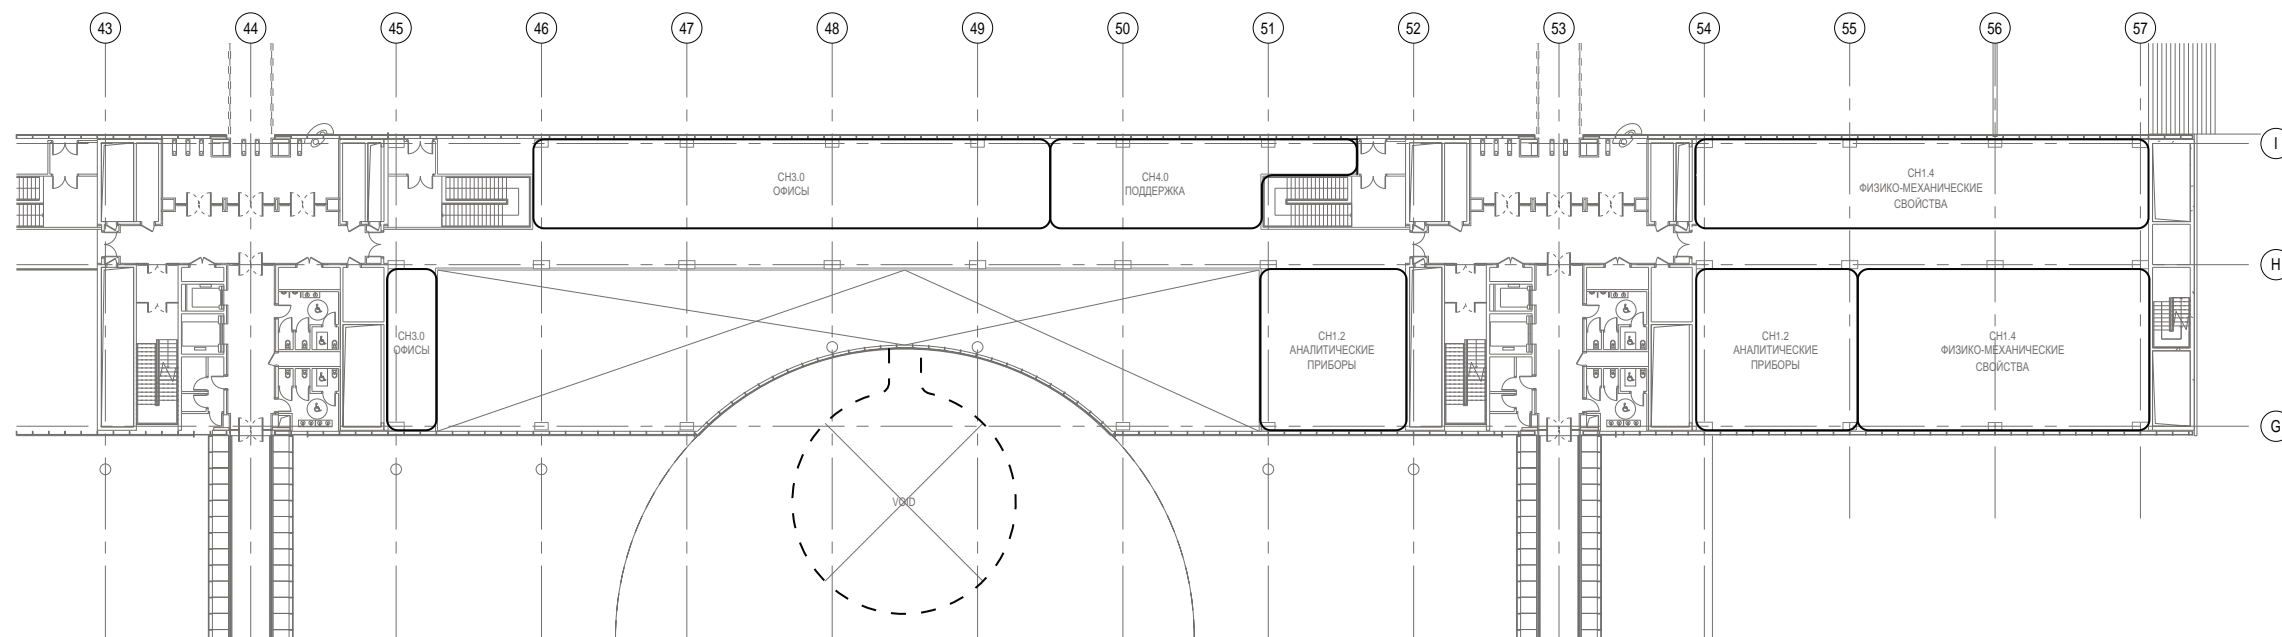 43
44
45
46
47
48
49
50
51
52
53
54
55
56
57
I
H
G
CH3.0
ОФИСЫ
CH4.0
ПОДДЕРЖКА
CH1.4
ФИЗИКО-МЕХАНИЧЕСКИЕ
СВОЙСТВА
CH3.0
ОФИСЫ
CH1.2
АНАЛИТИЧЕСКИЕ
ПРИБОРЫ
CH1.2
АНАЛИТИЧЕСКИЕ
ПРИБОРЫ
CH1.4
ФИЗИКО-МЕХАНИЧЕСКИЕ
СВОЙСТВА
VOID